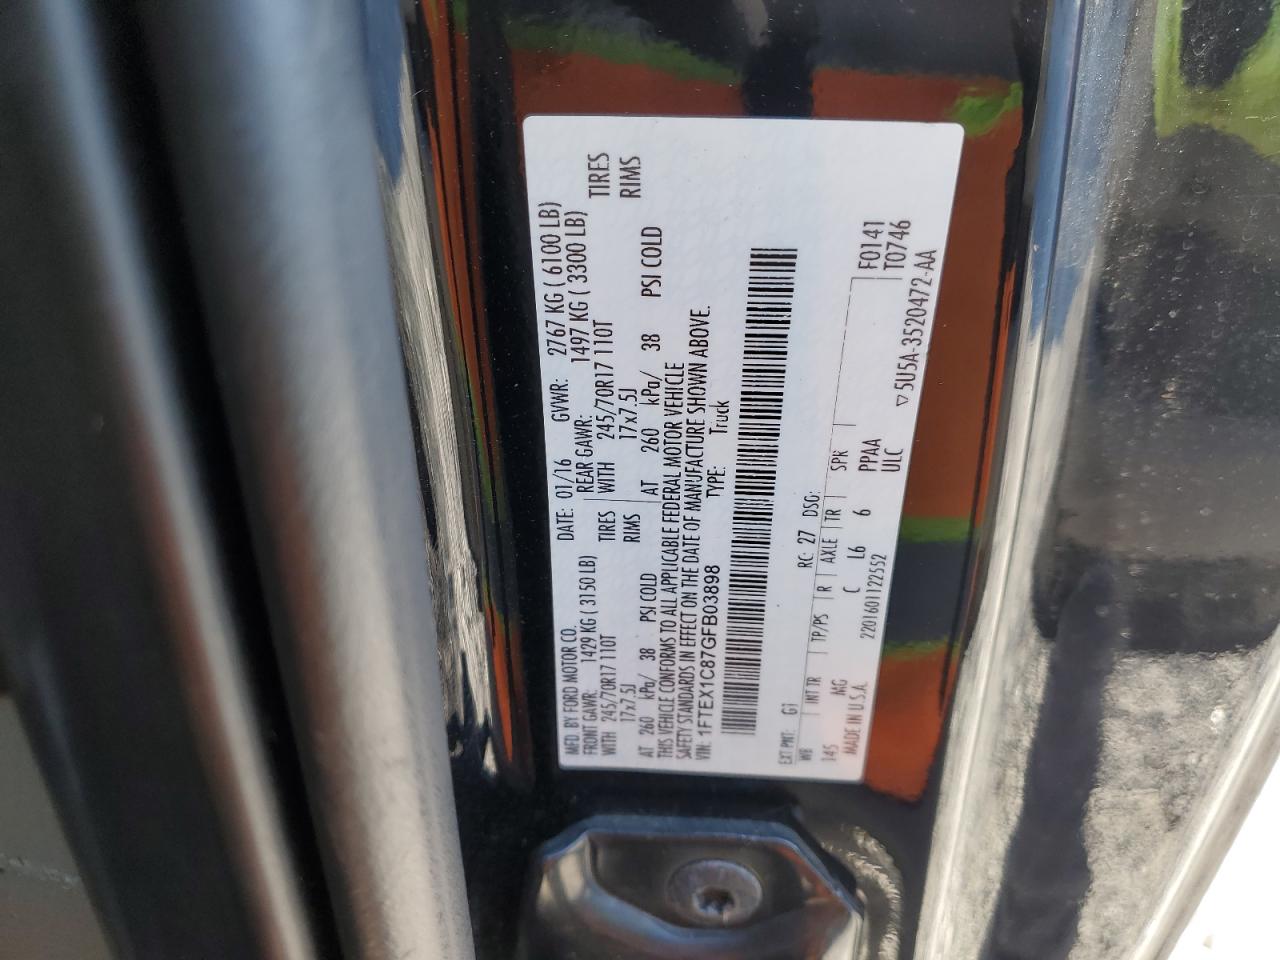 MFD. BY FORD MOTOR CO. DATE: 01/16 GVWR: 2767 KG ( 6100 LB)
FRONT GAWR: 1429 KG ( 3150 LB) REAR GAWR: 1497 KG ( 3300 LB)
WITH 245/70R17 110T TIRES WITH 245/70R17 110T TIRES
17x7.5J RIMS 17x7.5J RIMS
AT 260 kPa/ 38 PSI COLD AT 260 kPa/ 38 PSI COLD
THIS VEHICLE CONFORMS TO ALL APPLICABLE FEDERAL MOTOR VEHICLE
SAFETY STANDARDS IN EFFECT ON THE DATE OF MANUFACTURE SHOWN ABOVE.
VIN: 1FTEX1C87GFB03898 TYPE: Truck
EXT PNT: G1 RC: 27 DSG:
WB INT TR TP/PS R AXLE TR SPR F0141
145 MG C L6 6 PPAA T0746
MADE IN U.S.A. 2201601122552 ULC ▽5U5A-3520472-AA